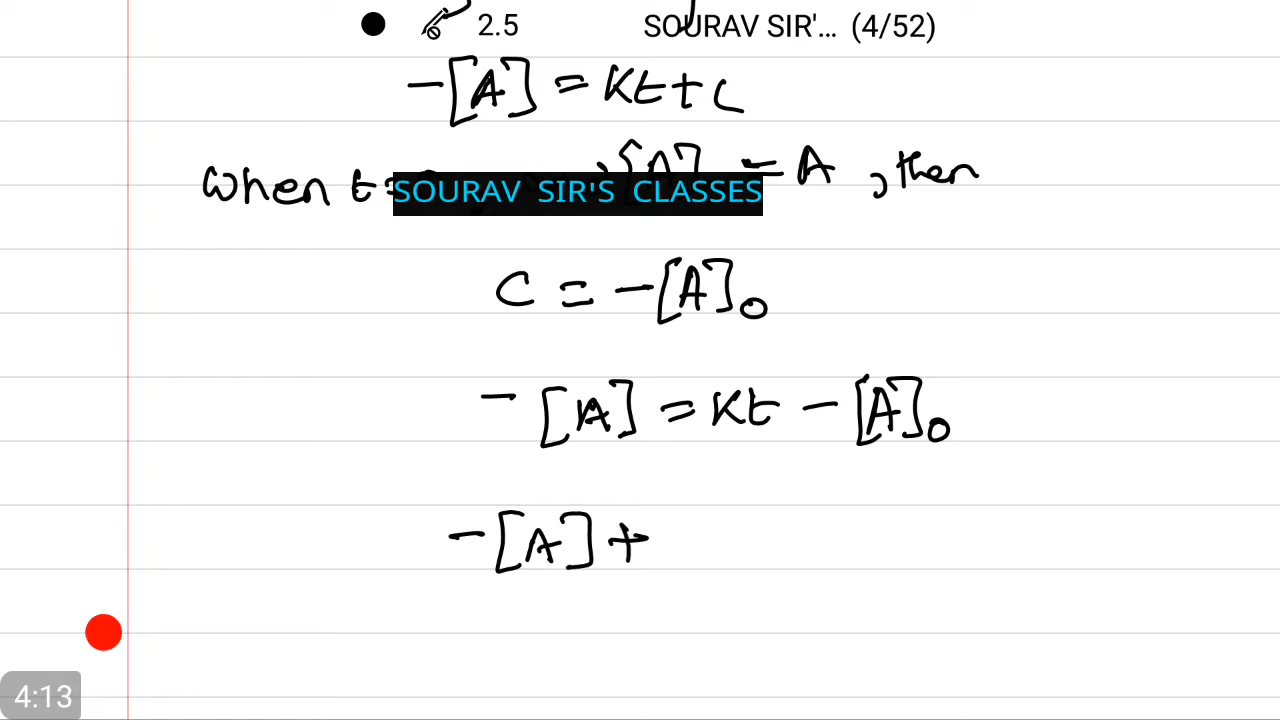 2.5 SOURAV SIR'S... (4/52)
-[A] = Kt + C
when t= , [A] = A , then
SOURAV SIR'S CLASSES
C = -[A]₀
- [A] = Kt - [A]₀
-[A] +
4:13